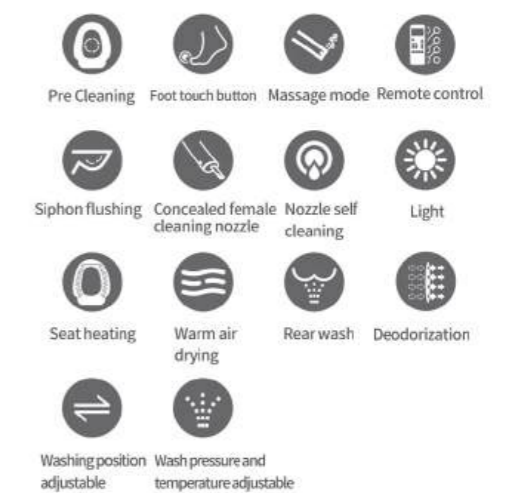 Pre Cleaning
Foot touch button
Massage mode
Remote control
Siphon flushing
Concealed female
cleaning nozzle
Nozzle self
cleaning
Light
Seat heating
Warm air
drying
Rear wash
Deodorization
Washing position
adjustable
Wash pressure and
temperature adjustable